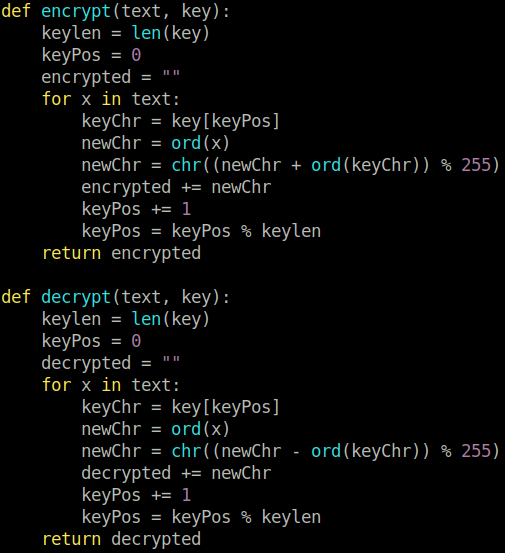 def encrypt(text, key):
    keylen = len(key)
    keyPos = 0
    encrypted = ""
    for x in text:
        keyChr = key[keyPos]
        newChr = ord(x)
        newChr = chr((newChr + ord(keyChr)) % 255)
        encrypted += newChr
        keyPos += 1
        keyPos = keyPos % keylen
    return encrypted

def decrypt(text, key):
    keylen = len(key)
    keyPos = 0
    decrypted = ""
    for x in text:
        keyChr = key[keyPos]
        newChr = ord(x)
        newChr = chr((newChr - ord(keyChr)) % 255)
        decrypted += newChr
        keyPos += 1
        keyPos = keyPos % keylen
    return decrypted